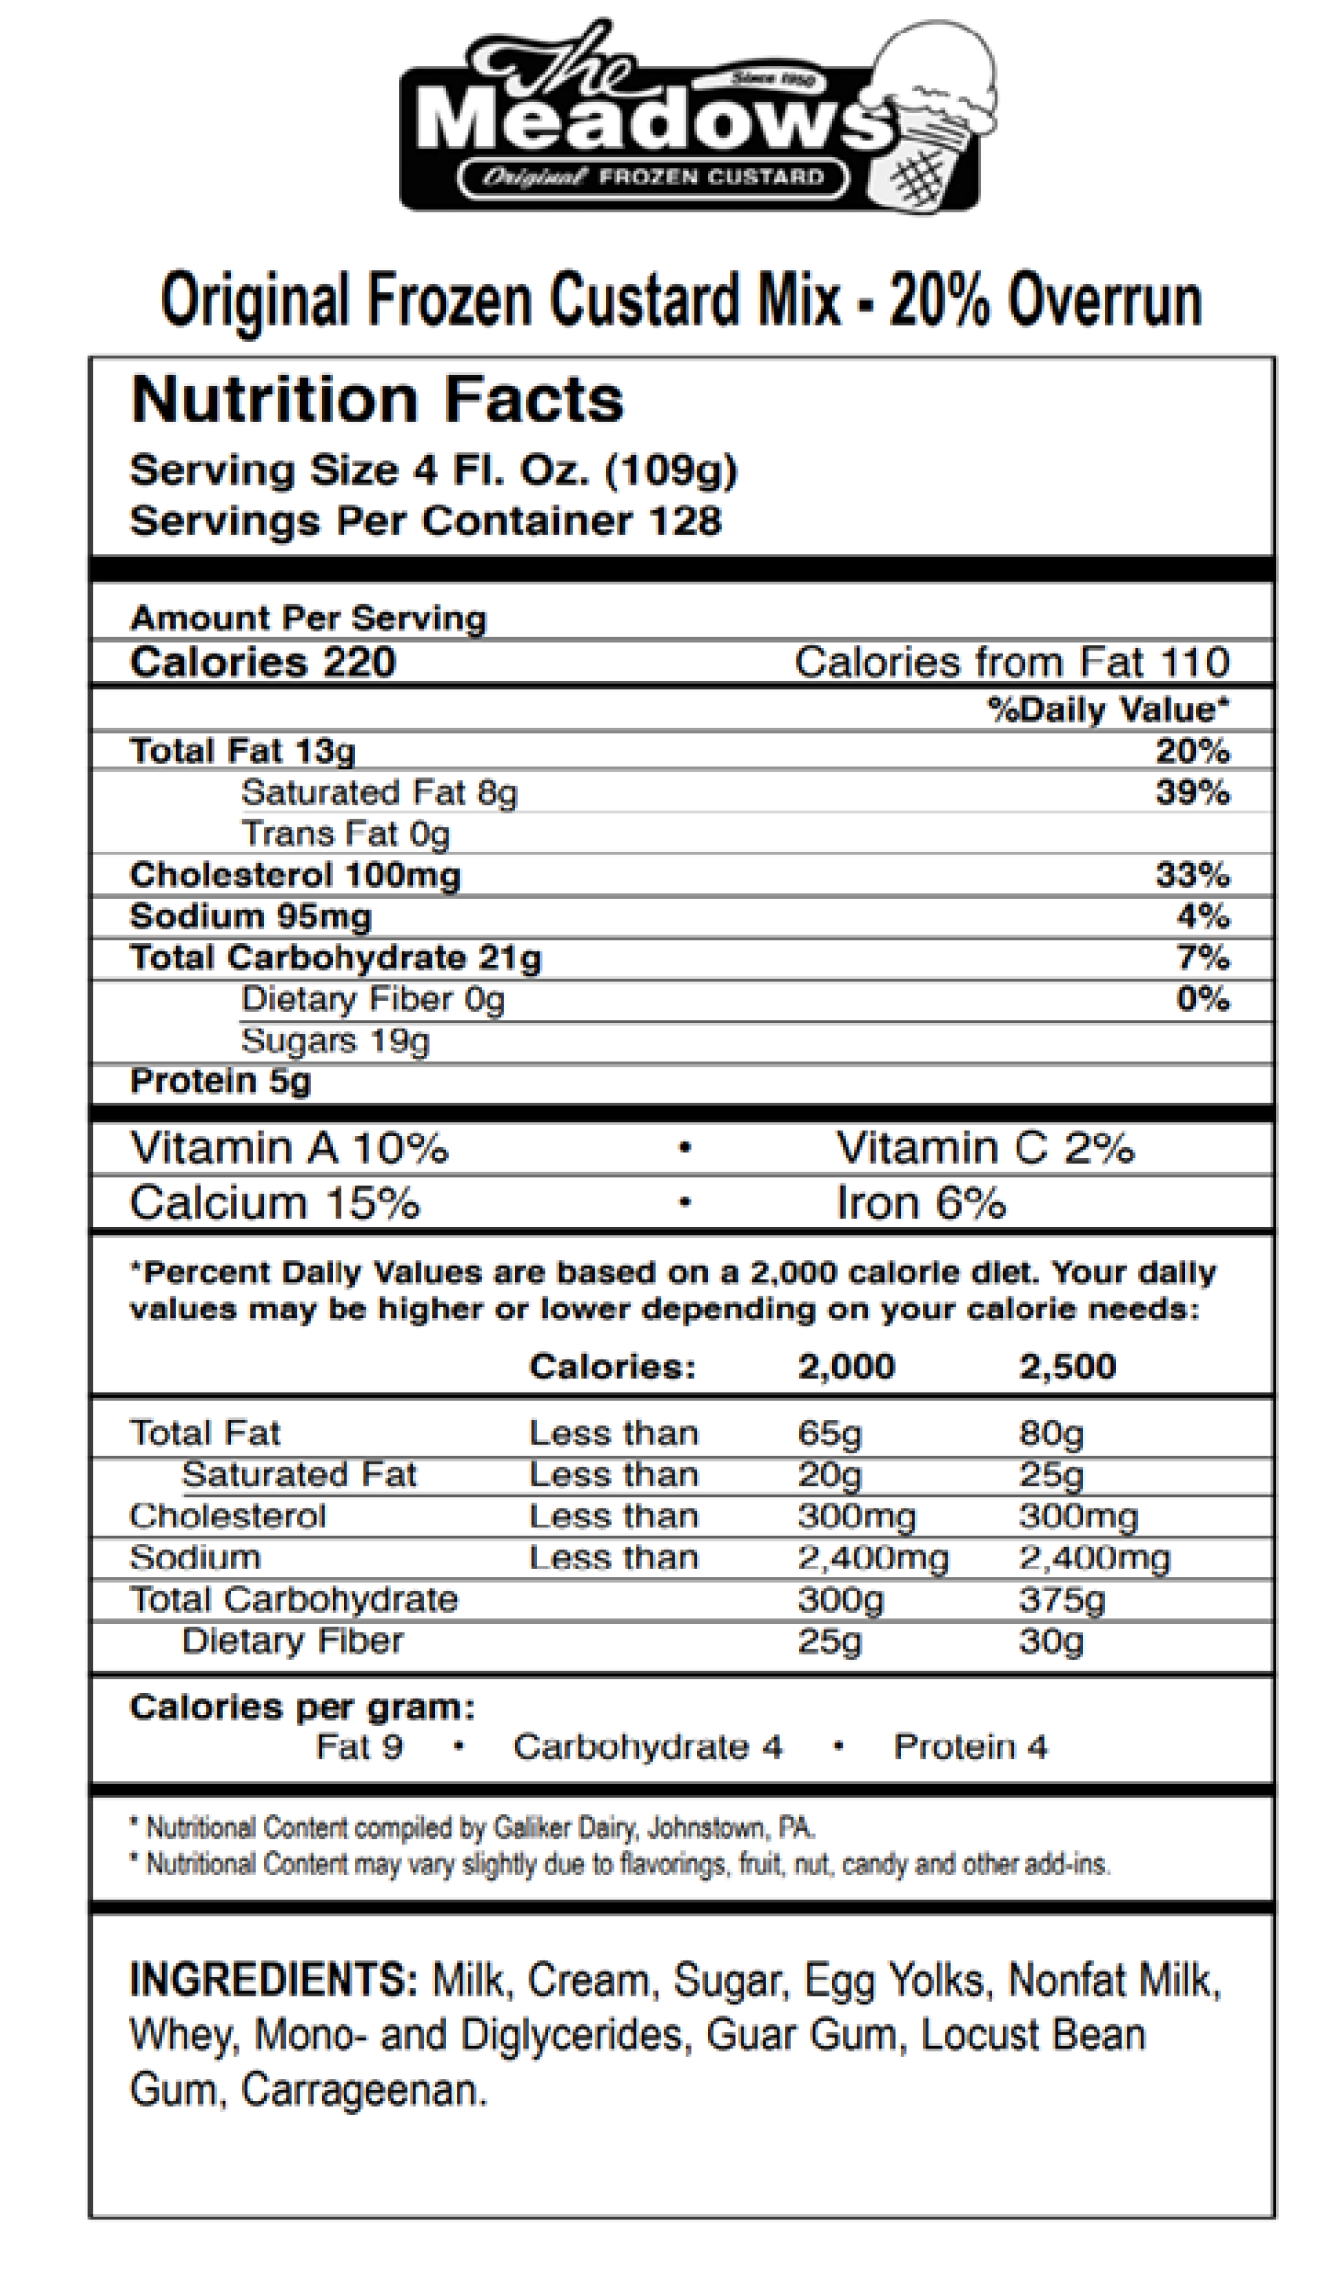 The
Since 1950
Meadows
Original FROZEN CUSTARD
Original Frozen Custard Mix - 20% Overrun
Nutrition Facts
Serving Size 4 Fl. Oz. (109g)
Servings Per Container 128
Amount Per Serving
Calories 220 Calories from Fat 110
%Daily Value*
Total Fat 13g 20%
Saturated Fat 8g 39%
Trans Fat 0g
Cholesterol 100mg 33%
Sodium 95mg 4%
Total Carbohydrate 21g 7%
Dietary Fiber 0g 0%
Sugars 19g
Protein 5g
Vitamin A 10% • Vitamin C 2%
Calcium 15% • Iron 6%
*Percent Daily Values are based on a 2,000 calorie diet. Your daily
values may be higher or lower depending on your calorie needs:
Calories: 2,000 2,500
Total Fat Less than 65g 80g
Saturated Fat Less than 20g 25g
Cholesterol Less than 300mg 300mg
Sodium Less than 2,400mg 2,400mg
Total Carbohydrate 300g 375g
Dietary Fiber 25g 30g
Calories per gram:
Fat 9 • Carbohydrate 4 • Protein 4
* Nutritional Content compiled by Galiker Dairy, Johnstown, PA.
* Nutritional Content may vary slightly due to flavorings, fruit, nut, candy and other add-ins.
INGREDIENTS: Milk, Cream, Sugar, Egg Yolks, Nonfat Milk,
Whey, Mono- and Diglycerides, Guar Gum, Locust Bean
Gum, Carrageenan.